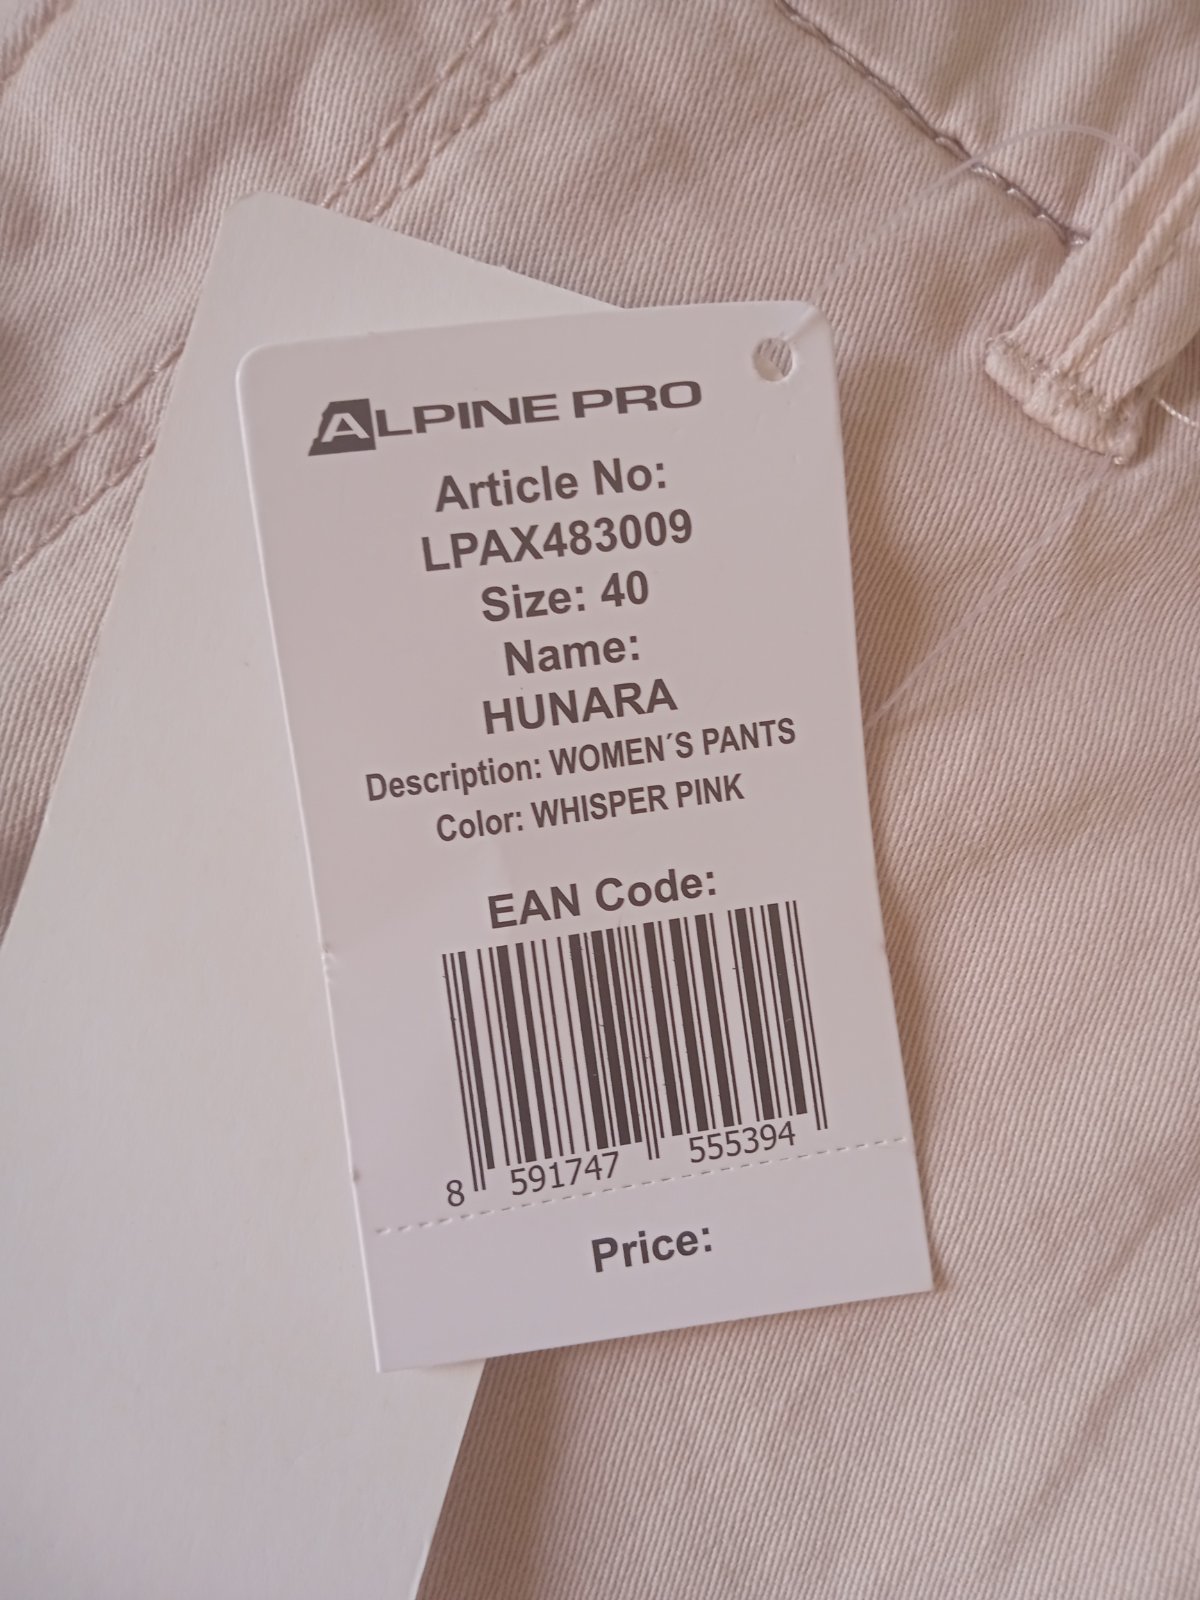 ALPINE PRO
Article No:
LPAX483009
Size: 40
Name:
HUNARA
Description: WOMEN´S PANTS
Color: WHISPER PINK
EAN Code:
8 591747 555394
Price: